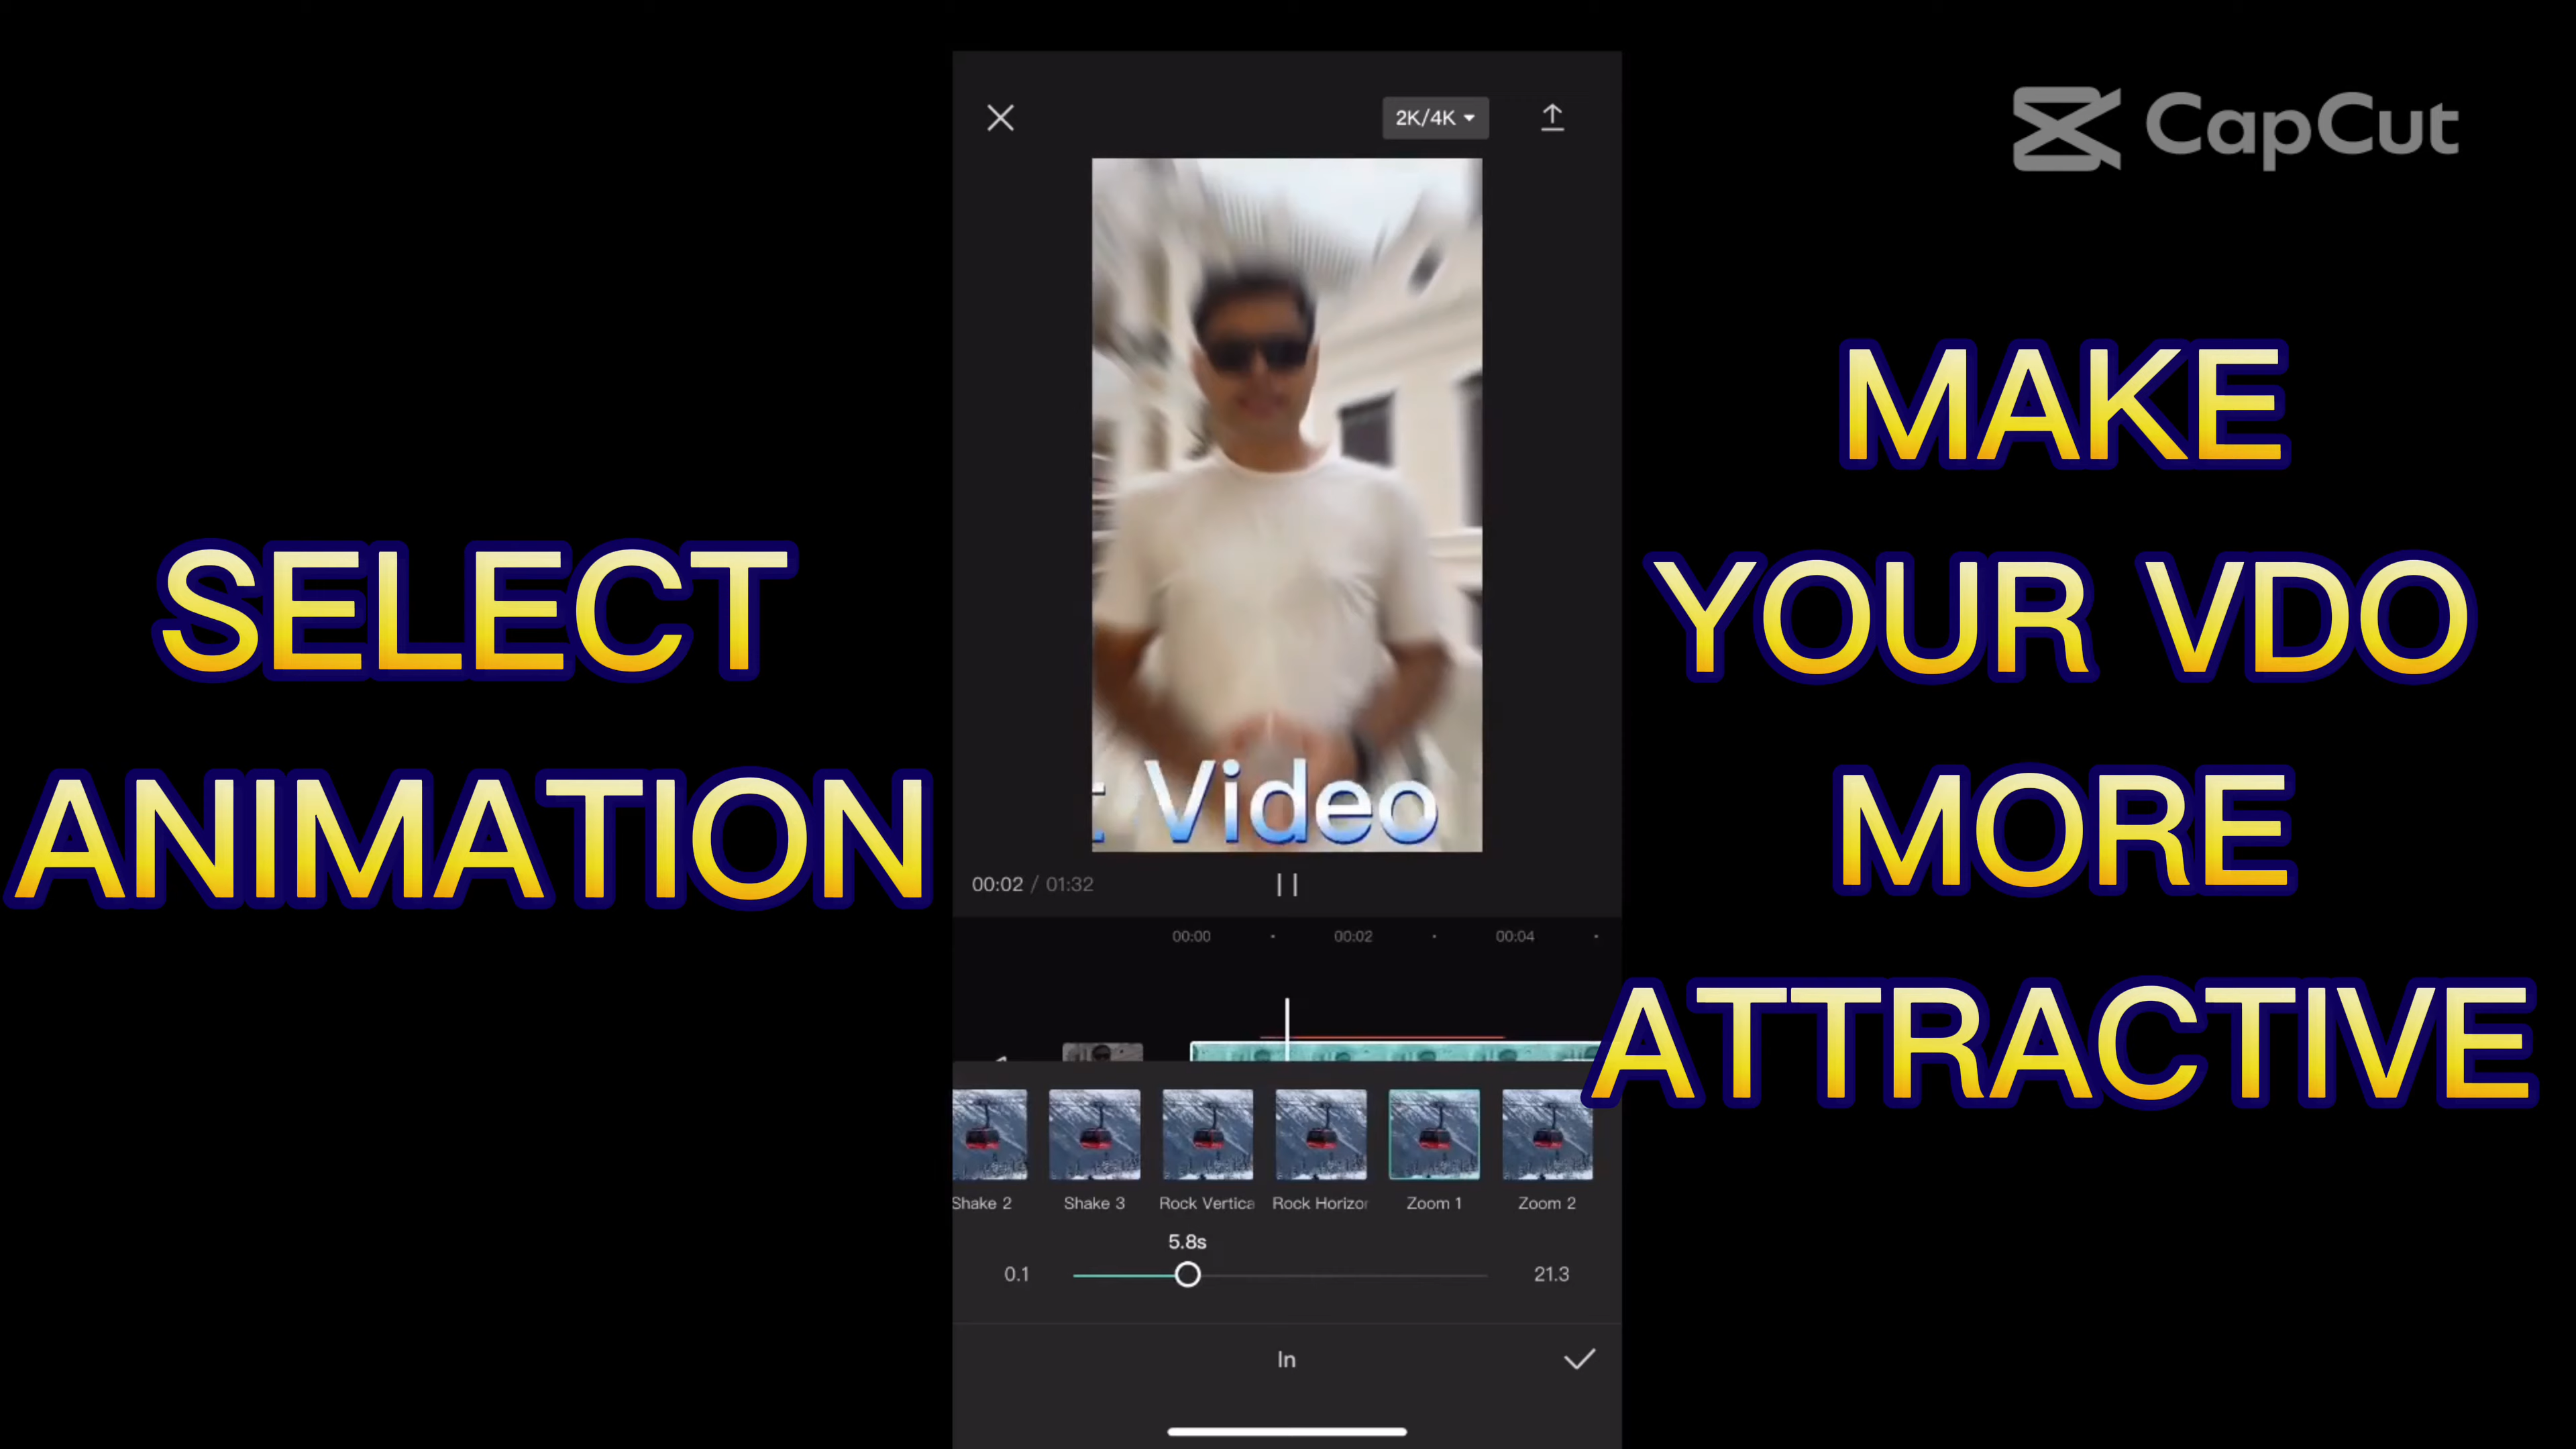 2K/4K
CapCut
SELECT
ANIMATION
MAKE
YOUR VDO
MORE
ATTRACTIVE
Video
00:02 / 01:32
00:00
00:02
00:04
Shake 2
Shake 3
Rock Vertica
Rock Horizo
Zoom 1
Zoom 2
5.8s
0.1
21.3
In